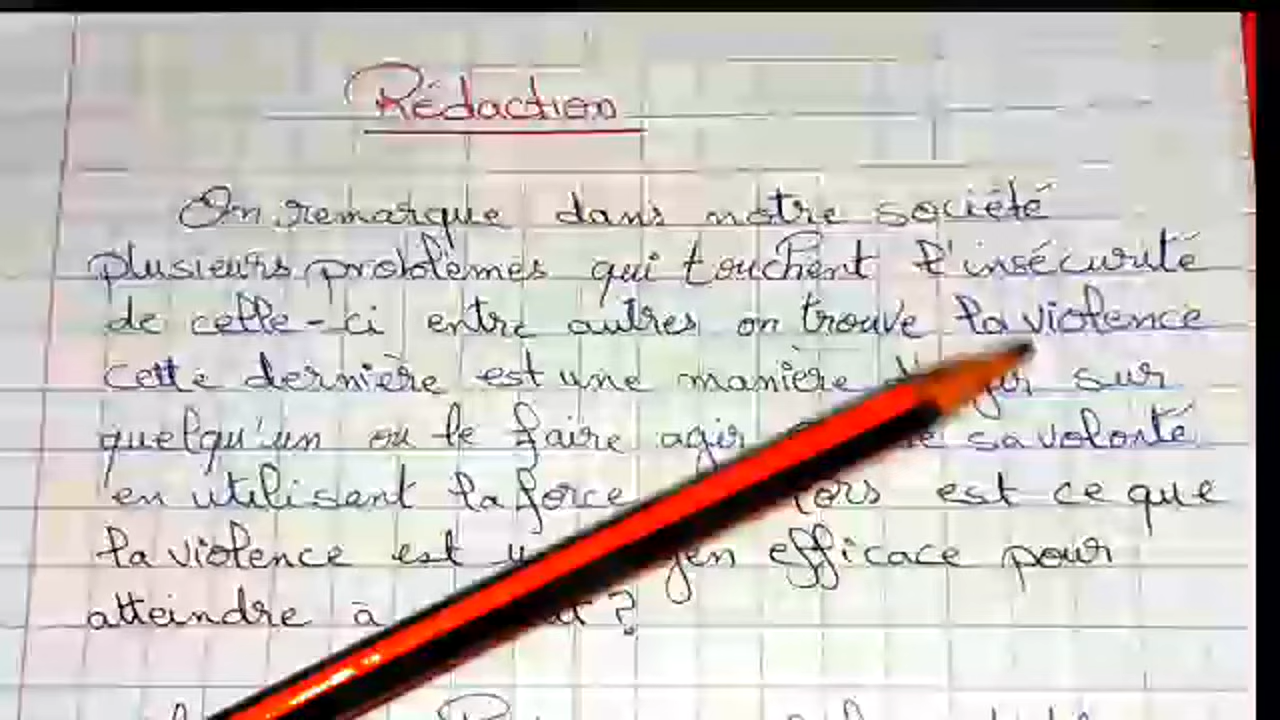 Rédaction
On remarque dans notre société
plusieurs problèmes qui touchent l'insécurité
de celle-ci entre autres on trouve la violence
cette dernière est une manière sur
quelqu'un ou le faire agir sa volonté
en utilisant la force est ce que
la violence est efficace pour
atteindre à ?